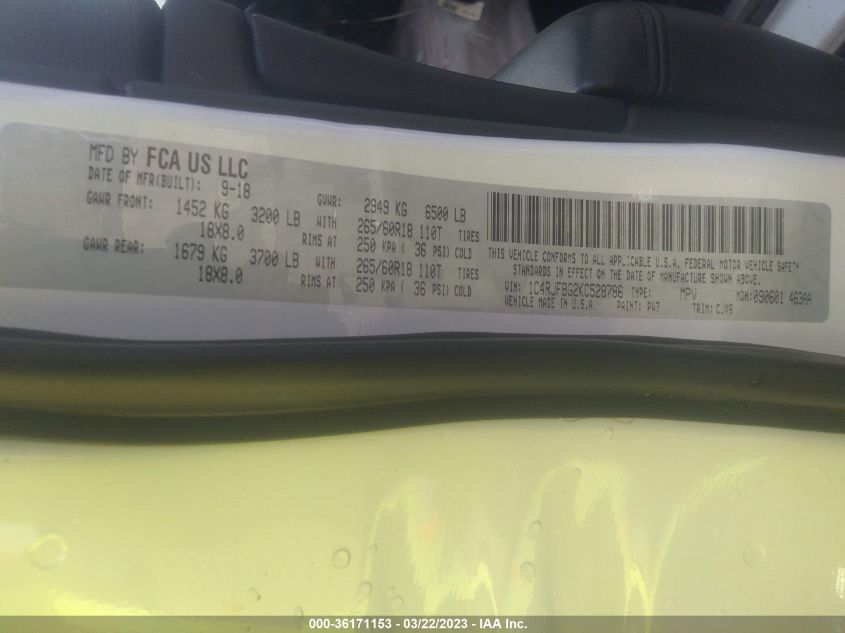 MFD BY FCA US LLC
DATE OF MFR(BUILT): 9-18 GVWR: 2949 KG 6500 LB
GAWR FRONT: 1452 KG 3200 LB WITH 265/60R18 110T TIRES
18X8.0 RIMS AT 250 KPA ( 36 PSI) COLD
GAWR REAR: 1679 KG 3700 LB WITH 265/60R18 110T TIRES
18X8.0 RIMS AT 250 KPA ( 36 PSI) COLD
THIS VEHICLE CONFORMS TO ALL APPLICABLE U.S.A. FEDERAL MOTOR VEHICLE SAFETY
STANDARDS IN EFFECT ON THE DATE OF MANUFACTURE SHOWN ABOVE.
VIN: 1C4RJFBG2KC528786 TYPE: MPV MDH:090601 463AA
VEHICLE MADE IN U.S.A. PAINT: PW7 TRIM: CJX9
000-36171153 - 03/22/2023 - IAA Inc.